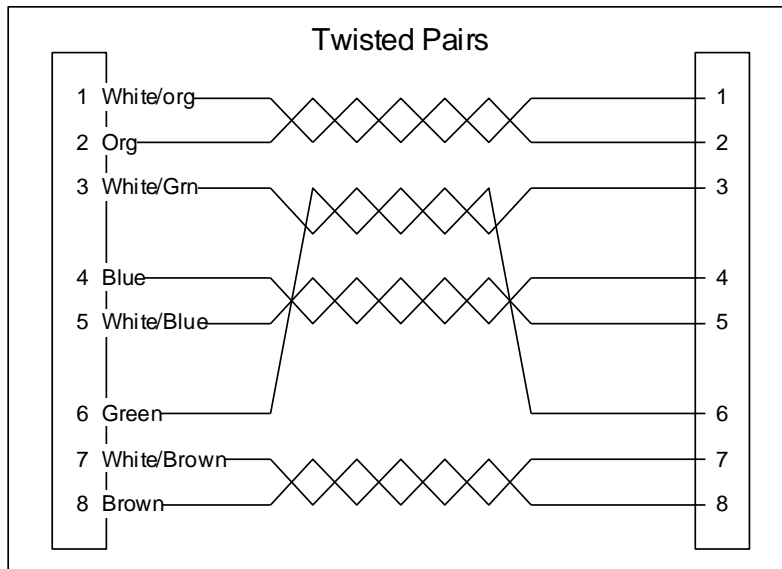 Twisted Pairs
1 White/org 1
2 Org 2
3 White/Grn 3
4 Blue 4
5 White/Blue 5
6 Green 6
7 White/Brown 7
8 Brown 8